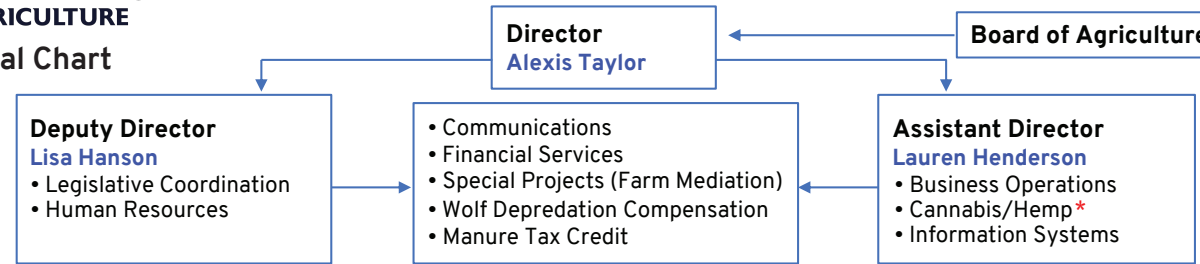 RICULTURE
al Chart
Director
Alexis Taylor
Board of Agriculture
Deputy Director
Lisa Hanson
• Legislative Coordination
• Human Resources
• Communications
• Financial Services
• Special Projects (Farm Mediation)
• Wolf Depredation Compensation
• Manure Tax Credit
Assistant Director
Lauren Henderson
• Business Operations
• Cannabis/Hemp*
• Information Systems